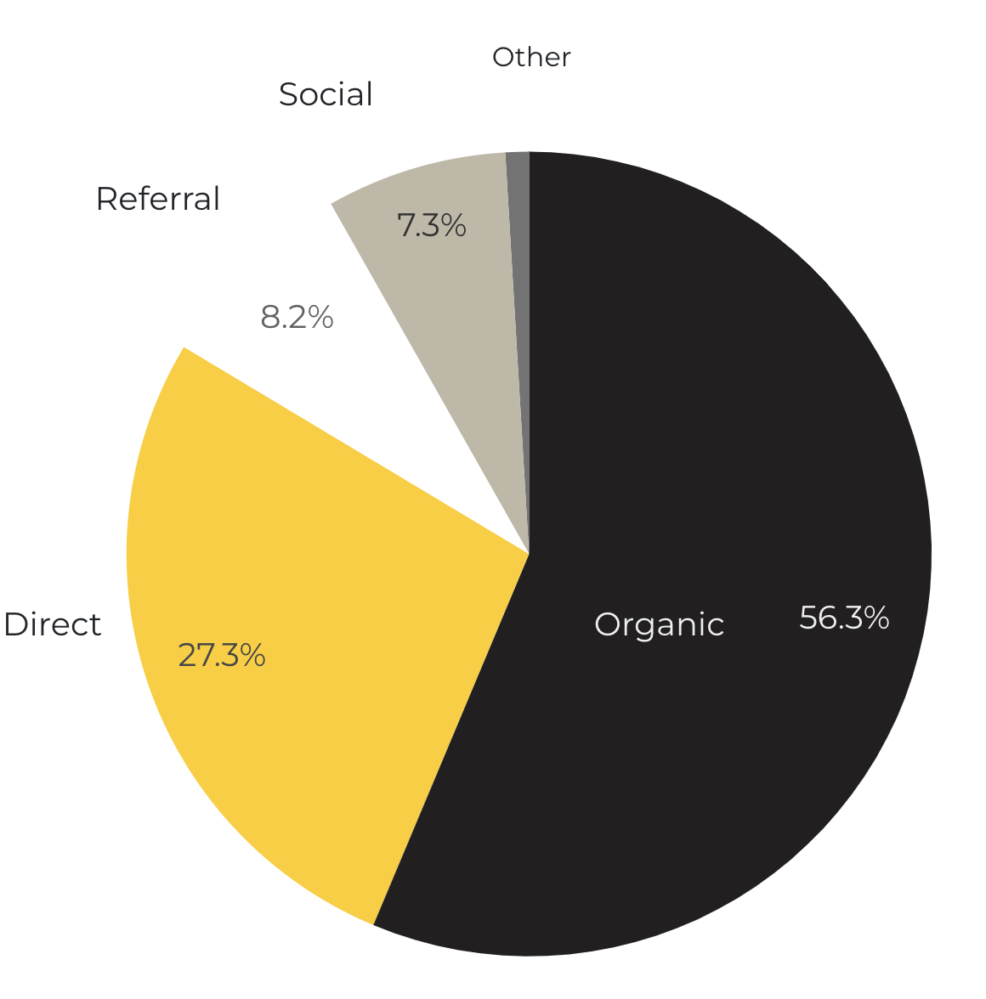 Other
Social
Referral
7.3%
8.2%
Organic
56.3%
Direct
27.3%